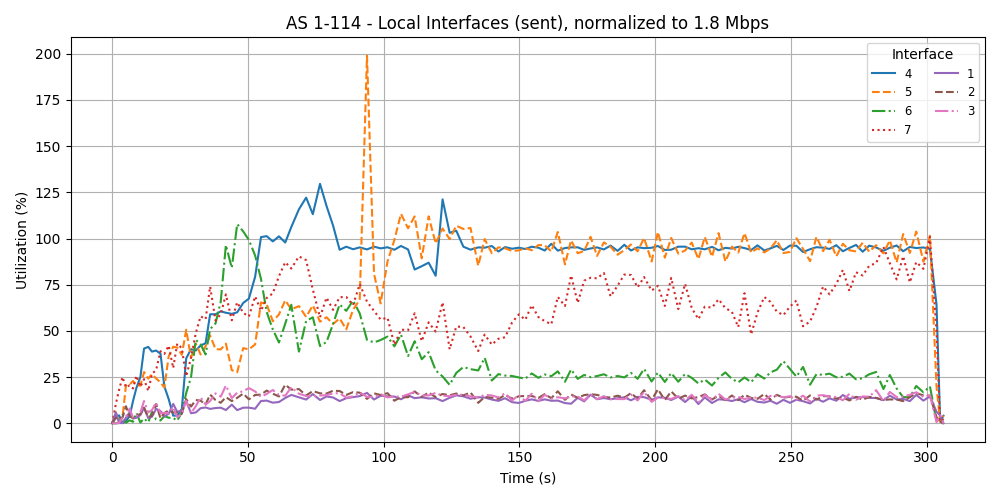 AS 1-114 - Local Interfaces (sent), normalized to 1.8 Mbps
Utilization (%)
200
175
150
125
100
75
50
25
0
0 50 100 150 200 250 300
Time (s)
Interface
4 1
5 2
6 3
7